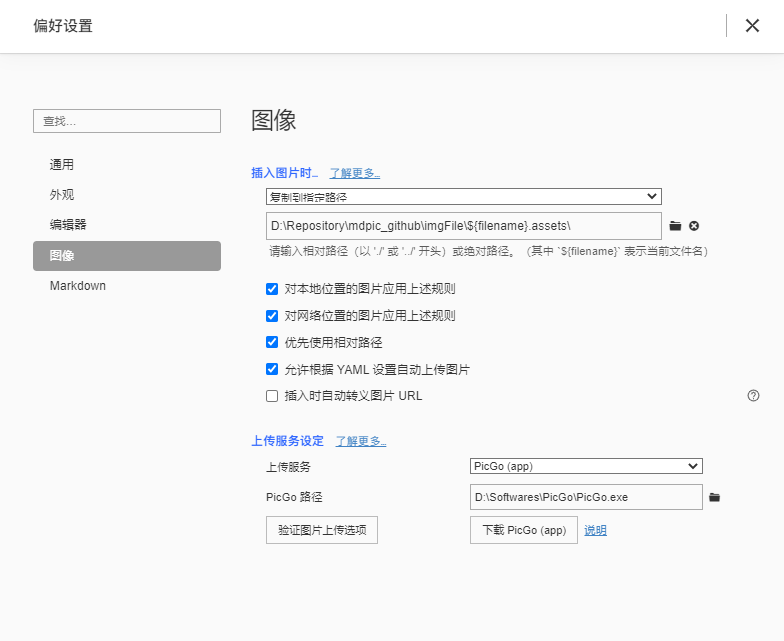 偏好设置
查找...
通用
外观
编辑器
图像
Markdown
图像
插入图片时... 了解更多...
复制到指定路径
D:\Repository\mdpic_github\imgFile\${filename}.assets\
请输入相对路径（以 './' 或 '../' 开头）或绝对路径。（其中 `${filename}` 表示当前文件名）
对本地位置的图片应用上述规则
对网络位置的图片应用上述规则
优先使用相对路径
允许根据 YAML 设置自动上传图片
插入时自动转义图片 URL
上传服务设定 了解更多...
上传服务 PicGo (app)
PicGo 路径 D:\Softwares\PicGo\PicGo.exe
验证图片上传选项 下载 PicGo (app) 说明